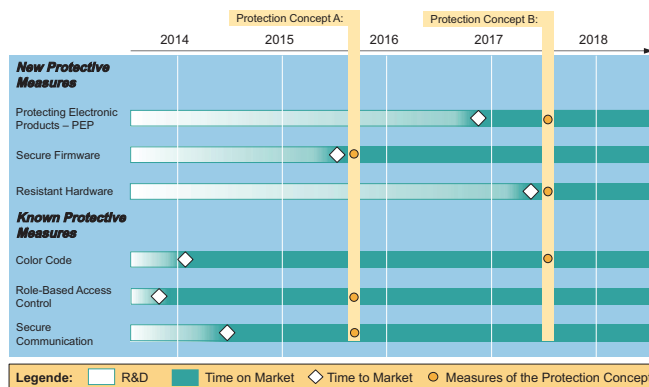 Protection Concept A: Protection Concept B:
2014 2015 2016 2017 2018
New Protective
Measures
Protecting Electronic
Products – PEP
Secure Firmware
Resistant Hardware
Known Protective
Measures
Color Code
Role-Based Access
Control
Secure
Communication
Legende: R&D Time on Market Time to Market Measures of the Protection Concept